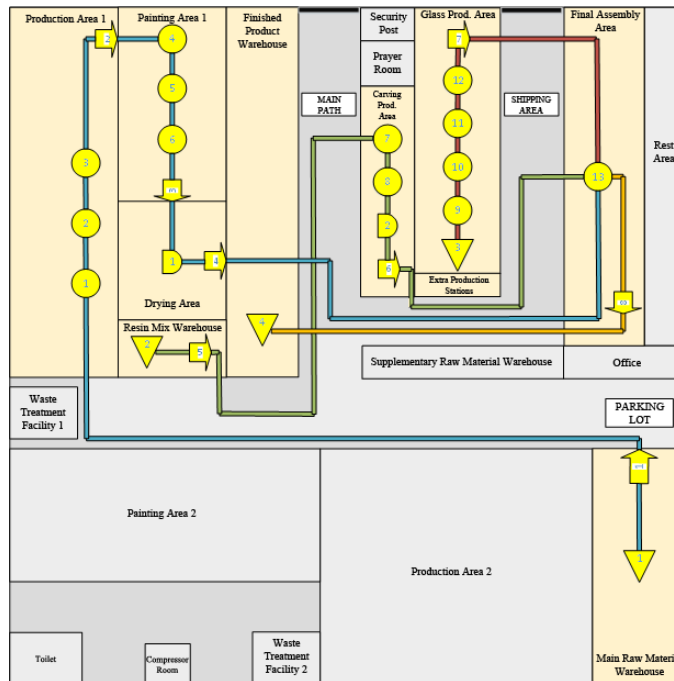 Production Area 1
Painting Area 1
Finished
Product
Warehouse
Security
Post
Glass Prod. Area
Final Assembly
Area
2
4
7
Prayer
Room
12
5
MAIN
PATH
Carving
Prod.
Area
SHIPPING
AREA
11
6
7
Rest
Area
3
10
8
13
3
9
2
2
3
1
4
6
1
Extra Production
Stations
Drying Area
8
Resin Mix Warehouse
4
2
5
Supplementary Raw Material Warehouse
Office
Waste
Treatment
Facility 1
PARKING
LOT
1
Painting Area 2
Production Area 2
1
Toilet
Compressor
Room
Waste
Treatment
Facility 2
Main Raw Material
Warehouse